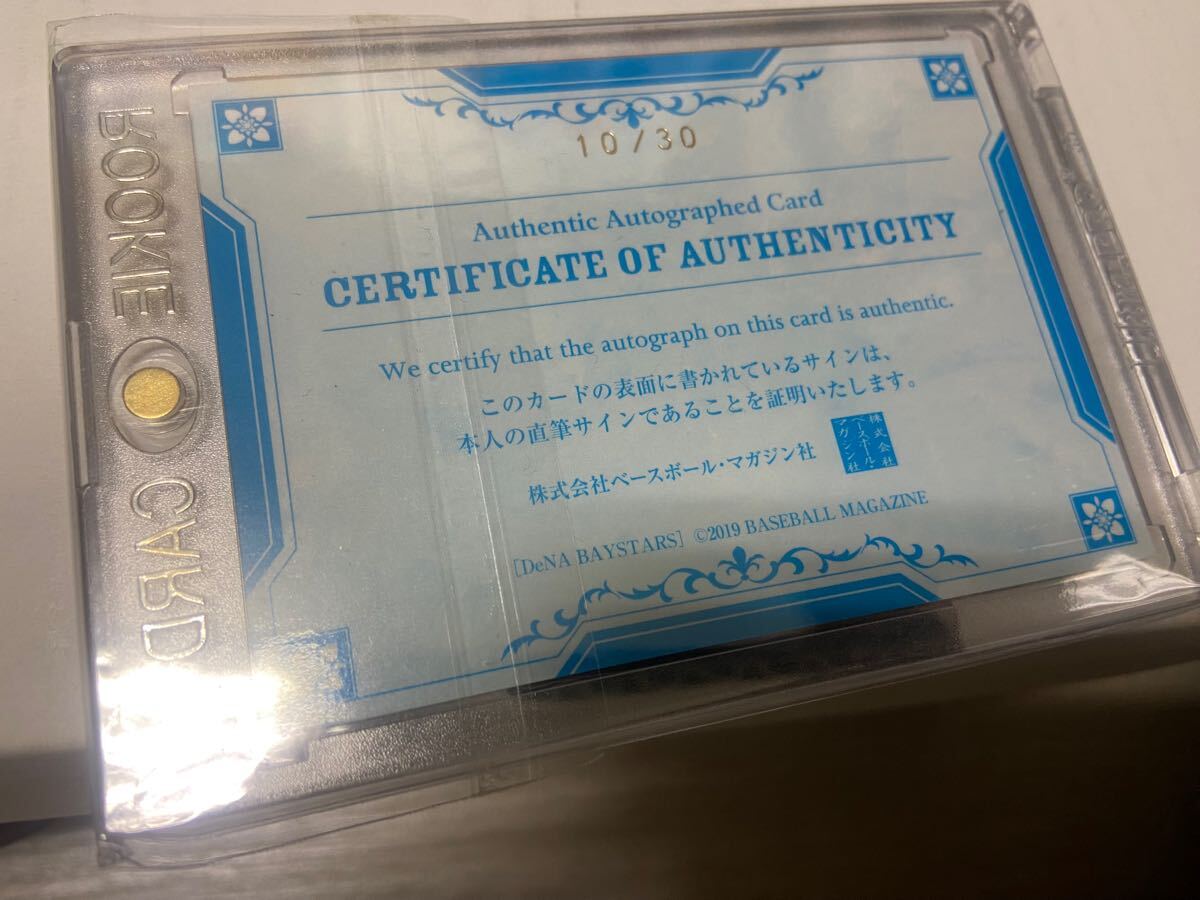 10/30
Authentic Autographed Card
CERTIFICATE OF AUTHENTICITY
We certify that the autograph on this card is authentic.
このカードの表面に書かれているサインは、
本人の直筆サインであることを証明いたします。
株式会社ベースボール・マガジン社
株式会社
ベースボール・
マガジン社
[DeNA BAYSTARS] ©2019 BASEBALL MAGAZINE
ROOKIE CARD